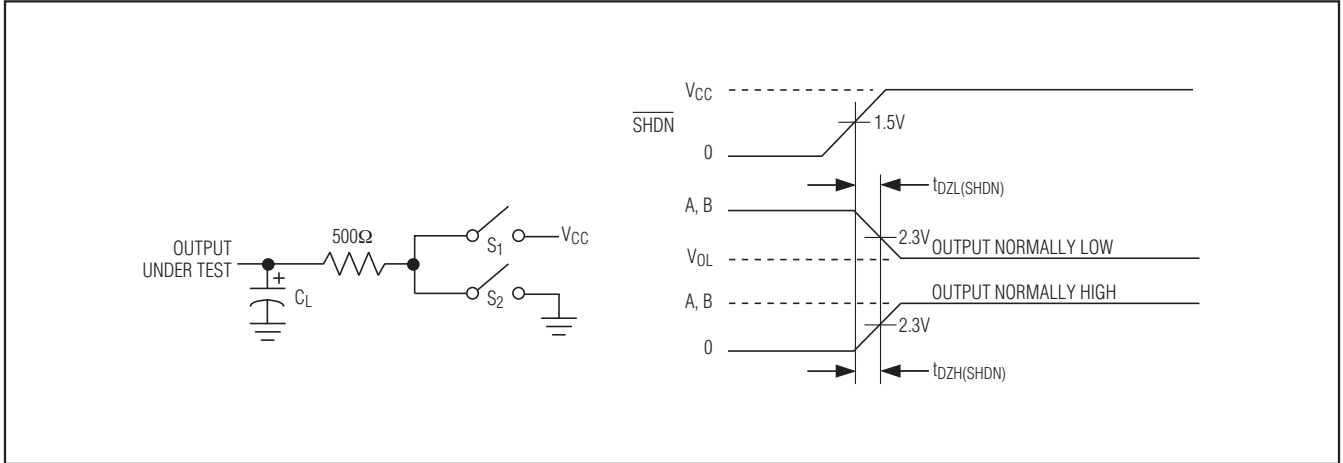 OUTPUT
UNDER TEST
500Ω
+
CL
S1
S2
VCC
VCC
SHDN
0
1.5V
tDZL(SHDN)
A, B
2.3V
OUTPUT NORMALLY LOW
VOL
A, B
OUTPUT NORMALLY HIGH
2.3V
0
tDZH(SHDN)